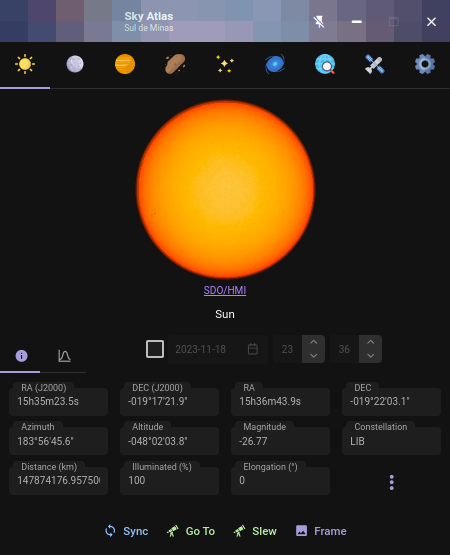 Sky Atlas
Sul de Minas
SDO/HMI
Sun
2023-11-18 23 36
RA (J2000) DEC (J2000) RA DEC
15h35m23.5s -019°17'21.9" 15h36m43.9s -019°22'03.1"
Azimuth Altitude Magnitude Constellation
183°56'45.6" -048°02'03.8" -26.77 LIB
Distance (km) Illuminated (%) Elongation (°)
147874176.95750 100 0
Sync Go To Slew Frame